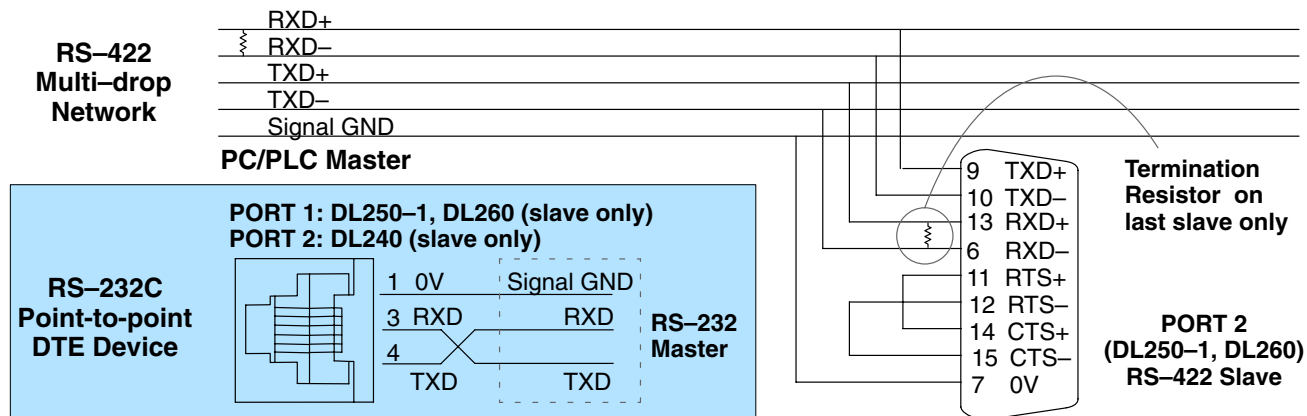 RS–422
Multi–drop
Network
RXD+
RXD–
TXD+
TXD–
Signal GND
PC/PLC Master
9 TXD+
10 TXD–
13 RXD+
6 RXD–
11 RTS+
12 RTS–
14 CTS+
15 CTS–
7 0V
Termination
Resistor on
last slave only
PORT 2
(DL250–1, DL260)
RS–422 Slave
PORT 1: DL250–1, DL260 (slave only)
PORT 2: DL240 (slave only)
RS–232C
Point-to-point
DTE Device
1 0V Signal GND
3 RXD RXD
4
TXD TXD
RS–232
Master